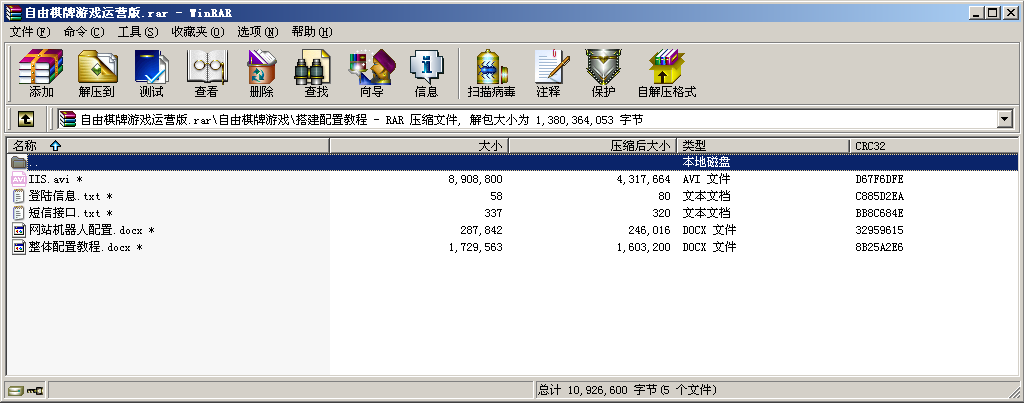 自由棋牌游戏运营版.rar - WinRAR
文件(F) 命令(C) 工具(S) 收藏夹(O) 选项(N) 帮助(H)
添加 解压到 测试 查看 删除 查找 向导 信息 扫描病毒 注释 保护 自解压格式
自由棋牌游戏运营版.rar\自由棋牌游戏\搭建配置教程 - RAR 压缩文件, 解包大小为 1,380,364,053 字节
名称 大小 压缩后大小 类型 CRC32
.. 本地磁盘
IIS.avi * 8,908,800 4,317,664 AVI 文件 D67F6DFE
登陆信息.txt * 58 80 文本文档 C885D2EA
短信接口.txt * 337 320 文本文档 BB8C684E
网站机器人配置.docx * 287,842 246,016 DOCX 文件 32959615
整体配置教程.docx * 1,729,563 1,603,200 DOCX 文件 8B25A2E6
总计 10,926,600 字节(5 个文件)